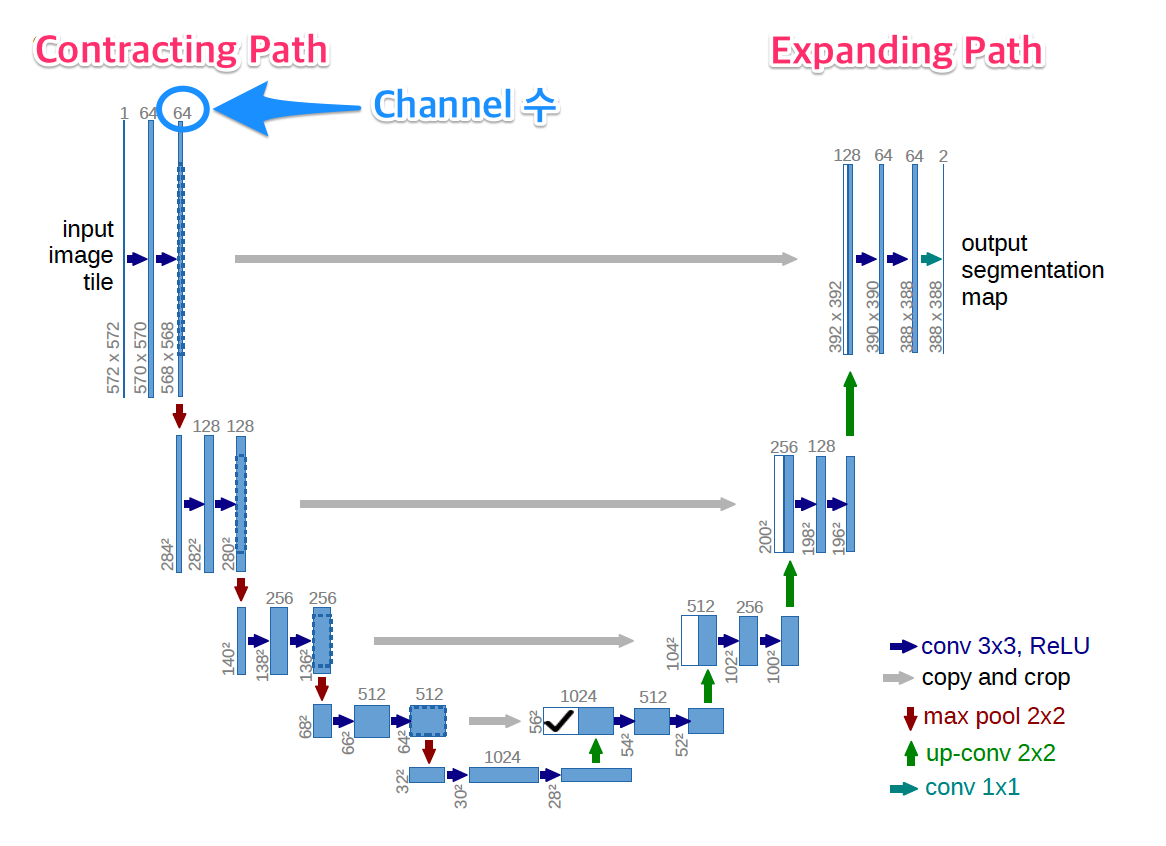 Contracting Path
Expanding Path
Channel 수
1 64 64
input
image
tile
572 x 572
570 x 570
568 x 568
128 64 64 2
output
segmentation
map
392 x 392
390 x 390
388 x 388
388 x 388
128 128
284²
282²
280²
256 128
200²
198²
196²
256 256
140²
138²
136²
512 256
104²
102²
100²
512 512
68²
66²
64²
1024 512
56²
54²
52²
1024
32²
30²
28²
conv 3x3, ReLU
copy and crop
max pool 2x2
up-conv 2x2
conv 1x1